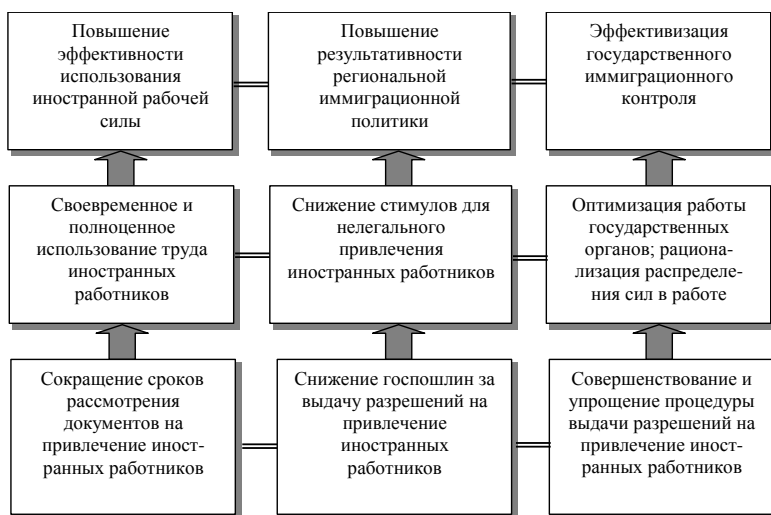 Повышение
эффективности
использования
иностранной рабочей
силы
Повышение
результативности
региональной
иммиграционной
политики
Эффективизация
государственного
иммиграционного
контроля
Своевременное и
полноценное
использование труда
иностранных
работников
Снижение стимулов для
нелегального
привлечения
иностранных работников
Оптимизация работы
государственных
органов; рациона-
лизация распределе-
ния сил в работе
Сокращение сроков
рассмотрения
документов на
привлечение иност-
ранных работников
Снижение госпошлин за
выдачу разрешений на
привлечение
иностранных
работников
Совершенствование и
упрощение процедуры
выдачи разрешений на
привлечение иност-
ранных работников